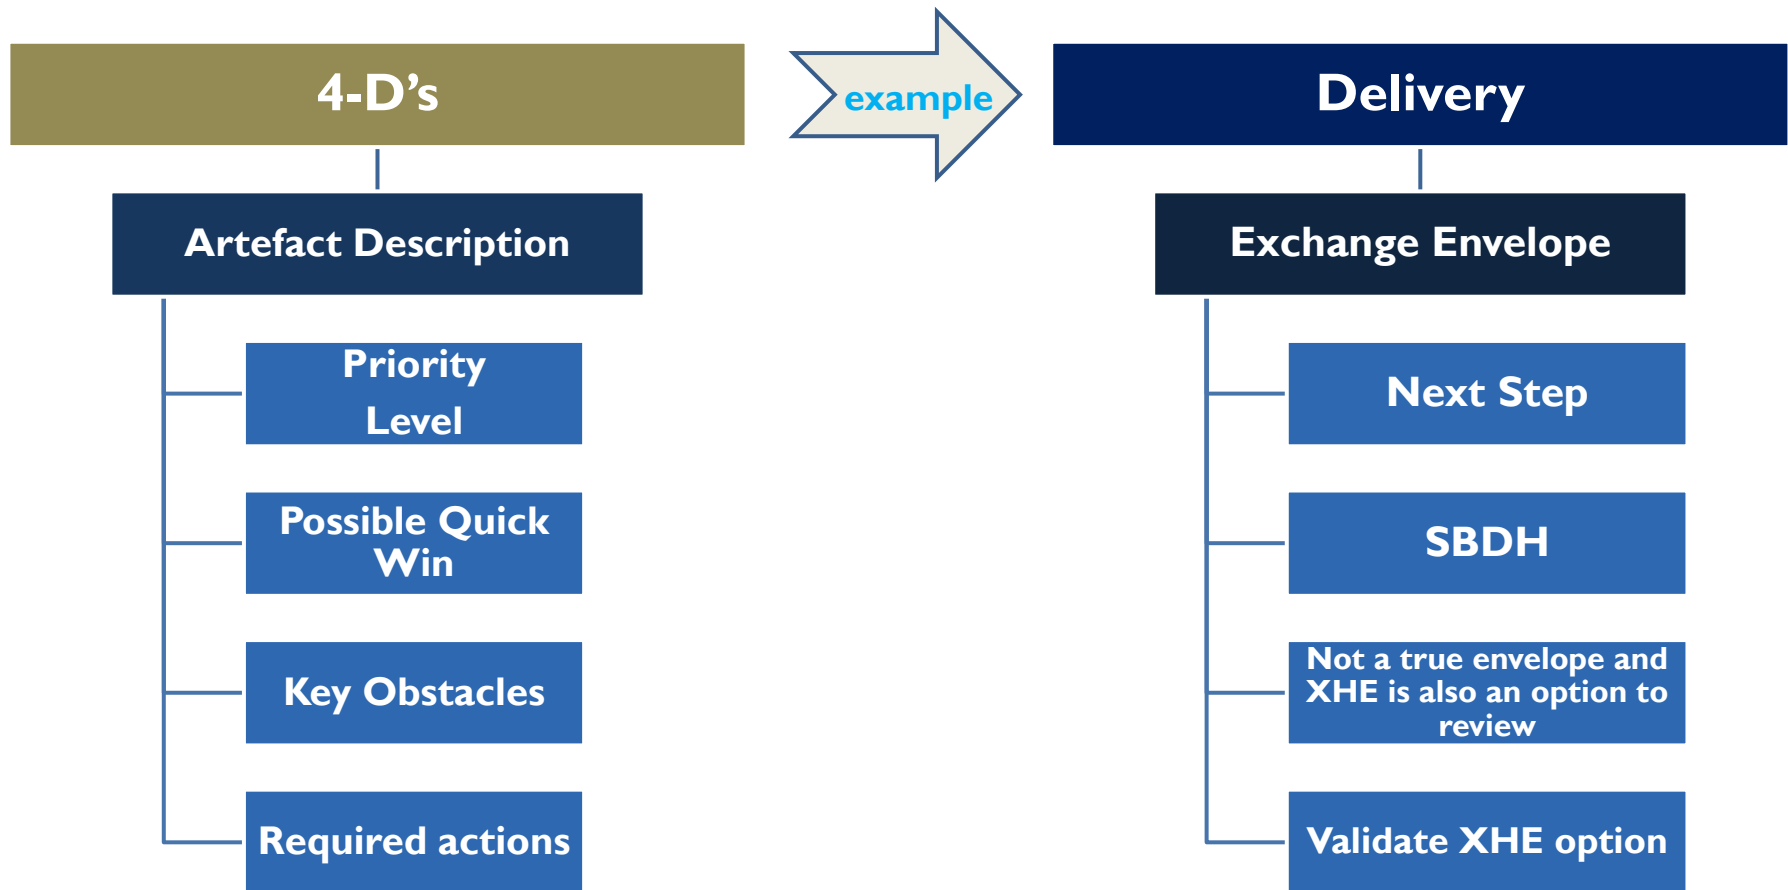 4-D’s
example
Delivery
Artefact Description
Priority
Level
Possible Quick
Win
Key Obstacles
Required actions
Exchange Envelope
Next Step
SBDH
Not a true envelope and
XHE is also an option to
review
Validate XHE option